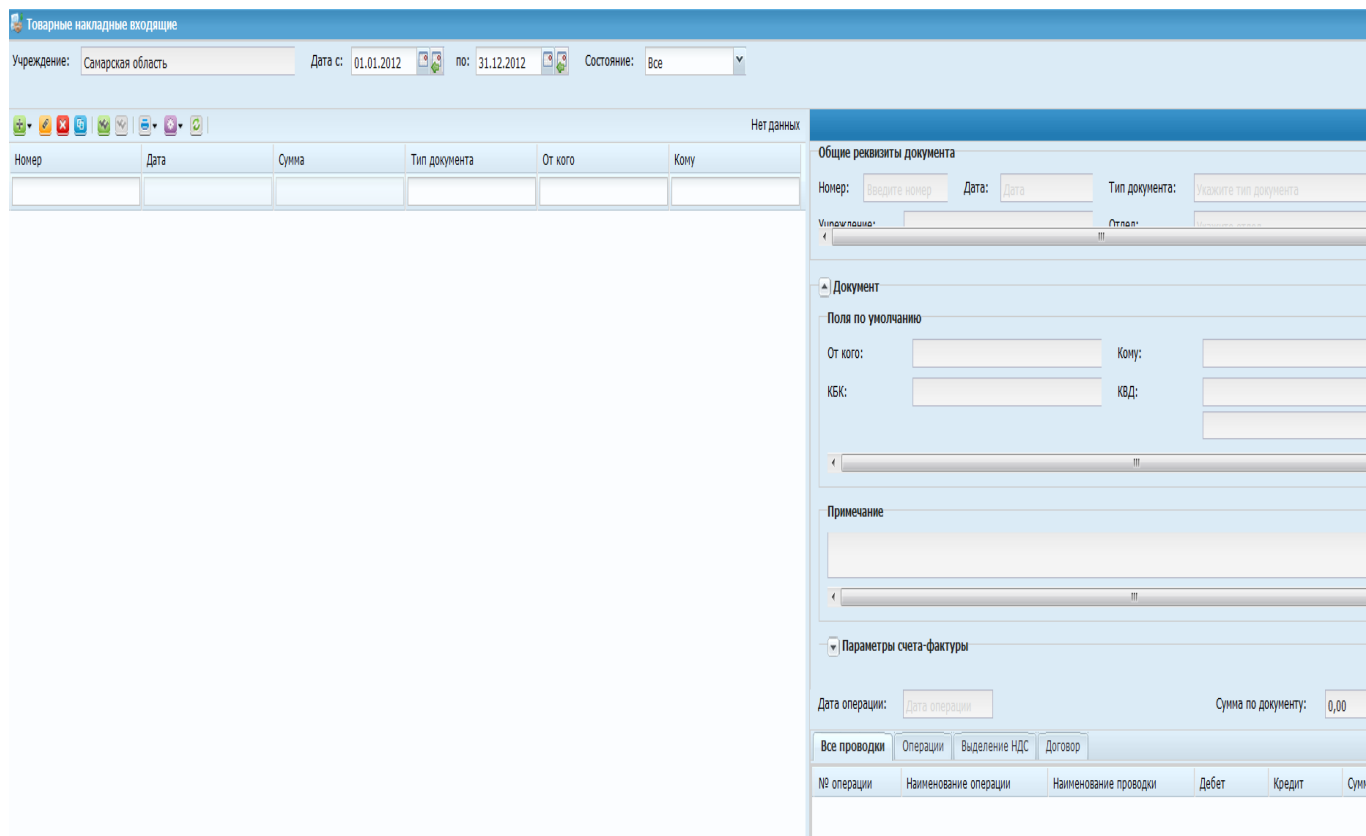 Товарные накладные входящие
Учреждение: Самарская область Дата с: 01.01.2012 по: 31.12.2012 Состояние: Все
Нет данных
Номер Дата Сумма Тип документа От кого Кому
Общие реквизиты документа
Номер: Введите номер Дата: Дата Тип документа: Укажите тип документа
Учреждение: Отдел:
Документ
Поля по умолчанию
От кого: Кому:
КБК: КВД:
Примечание
Параметры счета-фактуры
Дата операции: Дата операции Сумма по документу: 0,00
Все проводки Операции Выделение НДС Договор
№ операции Наименование операции Наименование проводки Дебет Кредит